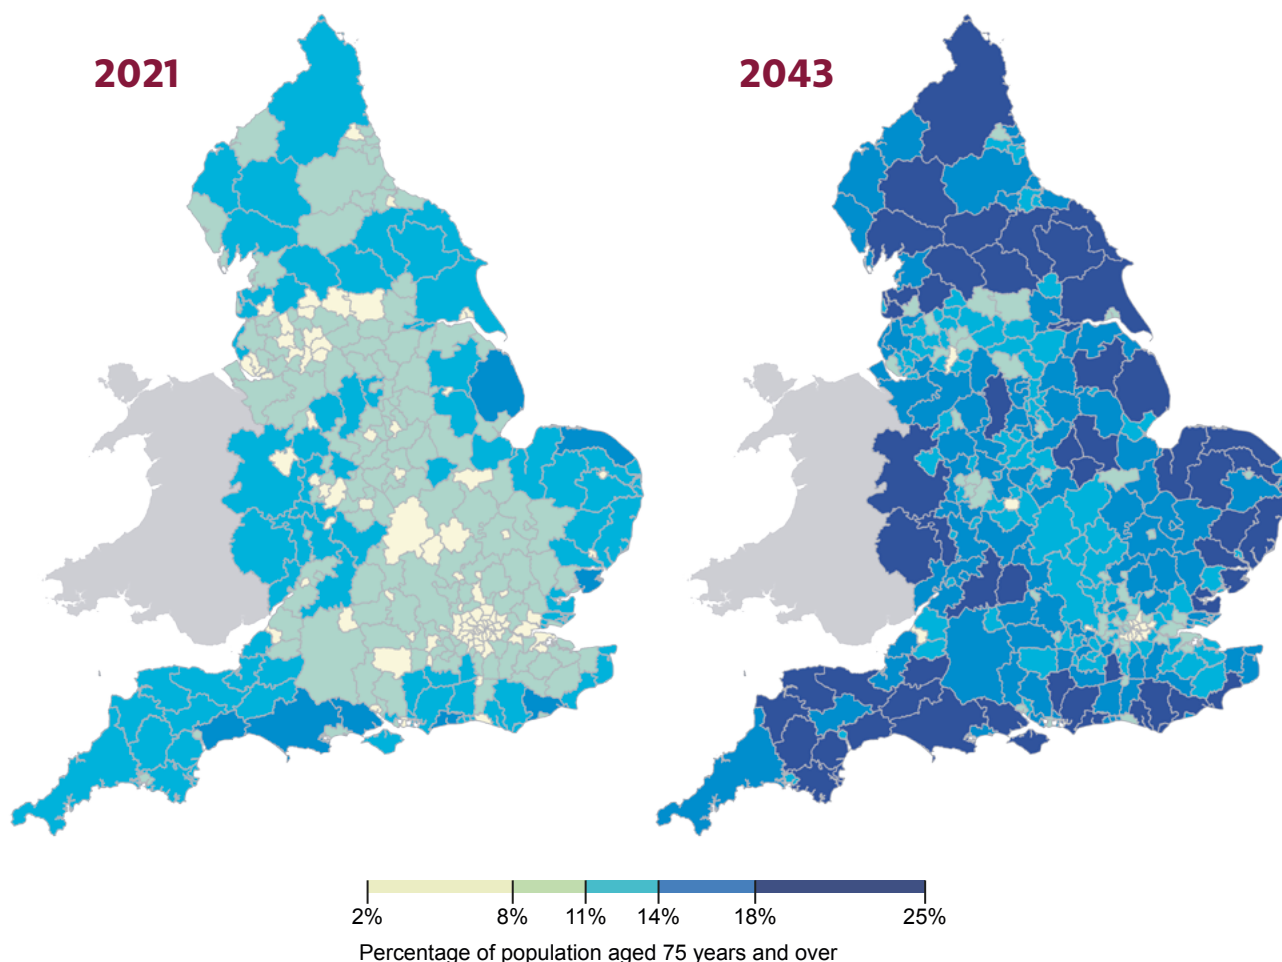 2021
2043
2% 8% 11% 14% 18% 25%
Percentage of population aged 75 years and over